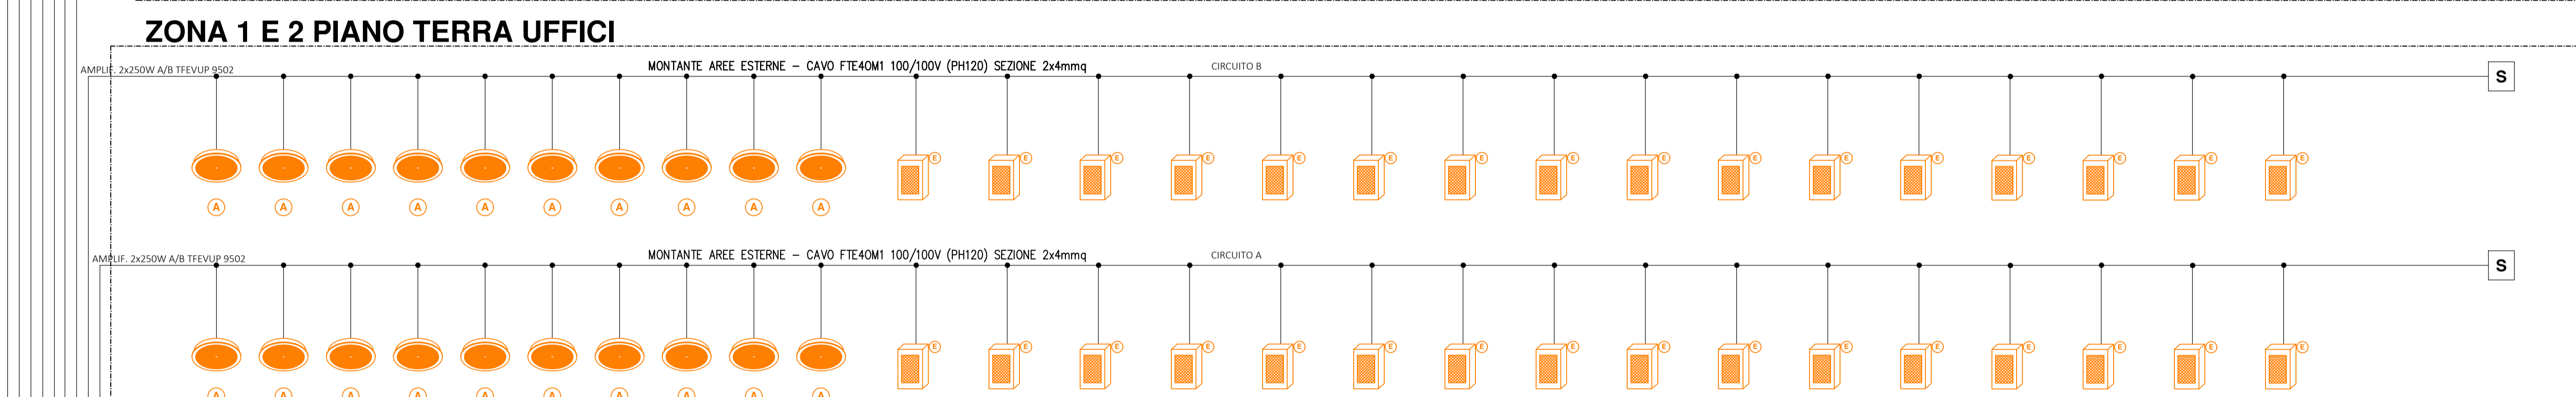 ZONA 1 E 2 PIANO TERRA UFFICI
AMPLIF. 2x250W A/B TFEVUP 9502 MONTANTE AREE ESTERNE - CAVO FTE4OM1 100/100V (PH120) SEZIONE 2x4mmq CIRCUITO B S
E E E E E E E E E E E E E E E E
A A A A A A A A A A
AMPLIF. 2x250W A/B TFEVUP 9502 MONTANTE AREE ESTERNE - CAVO FTE4OM1 100/100V (PH120) SEZIONE 2x4mmq CIRCUITO A S
E E E E E E E E E E E E E E E E
A A A A A A A A A A